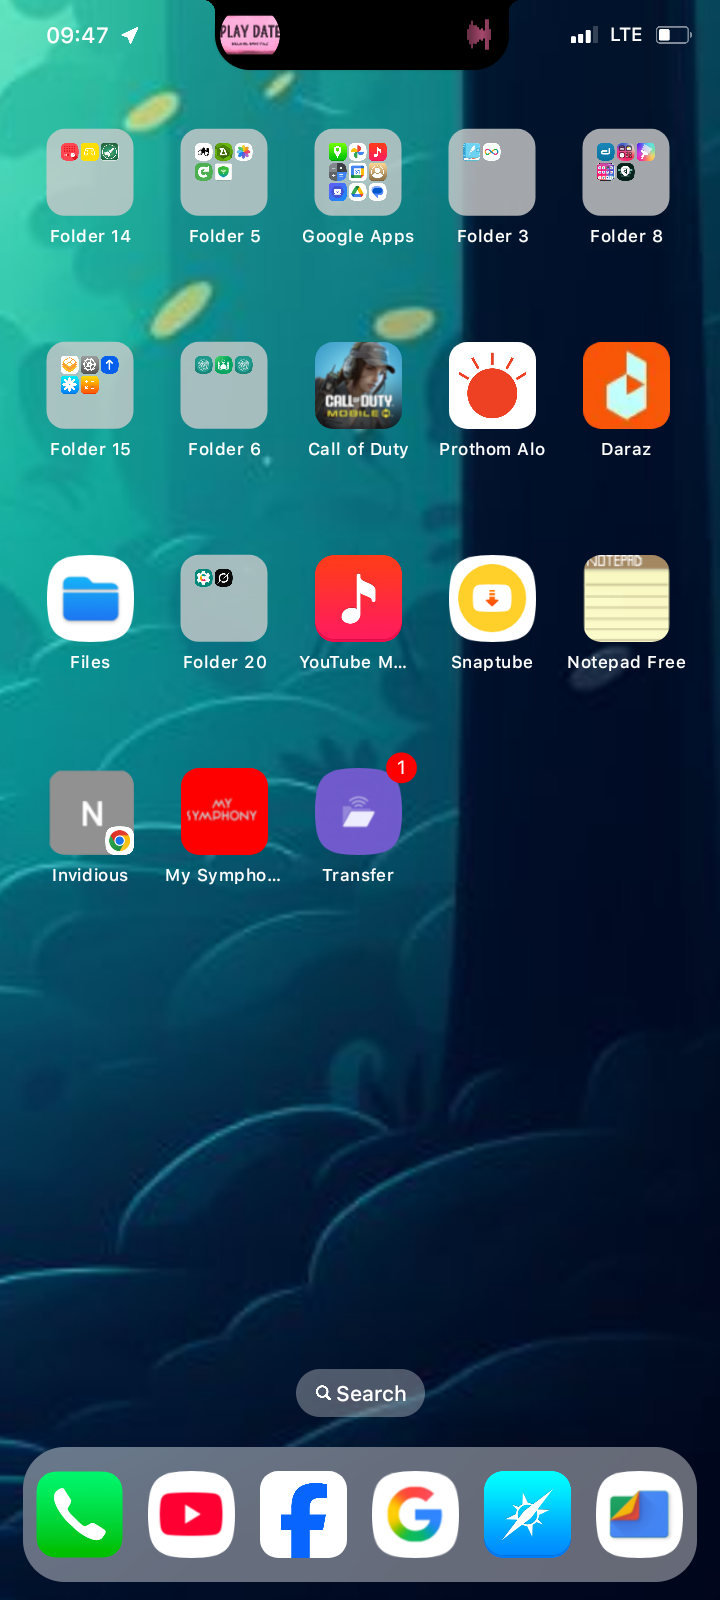 09:47
PLAY DATE
LTE
Folder 14
Folder 5
Google Apps
Folder 3
Folder 8
Folder 15
Folder 6
CALL OF DUTY
MOBILE
Call of Duty
Prothom Alo
Daraz
NOTEPAD
Files
Folder 20
YouTube M...
Snaptube
Notepad Free
1
N
MY
SYMPHONY
Invidious
My Sympho...
Transfer
Search